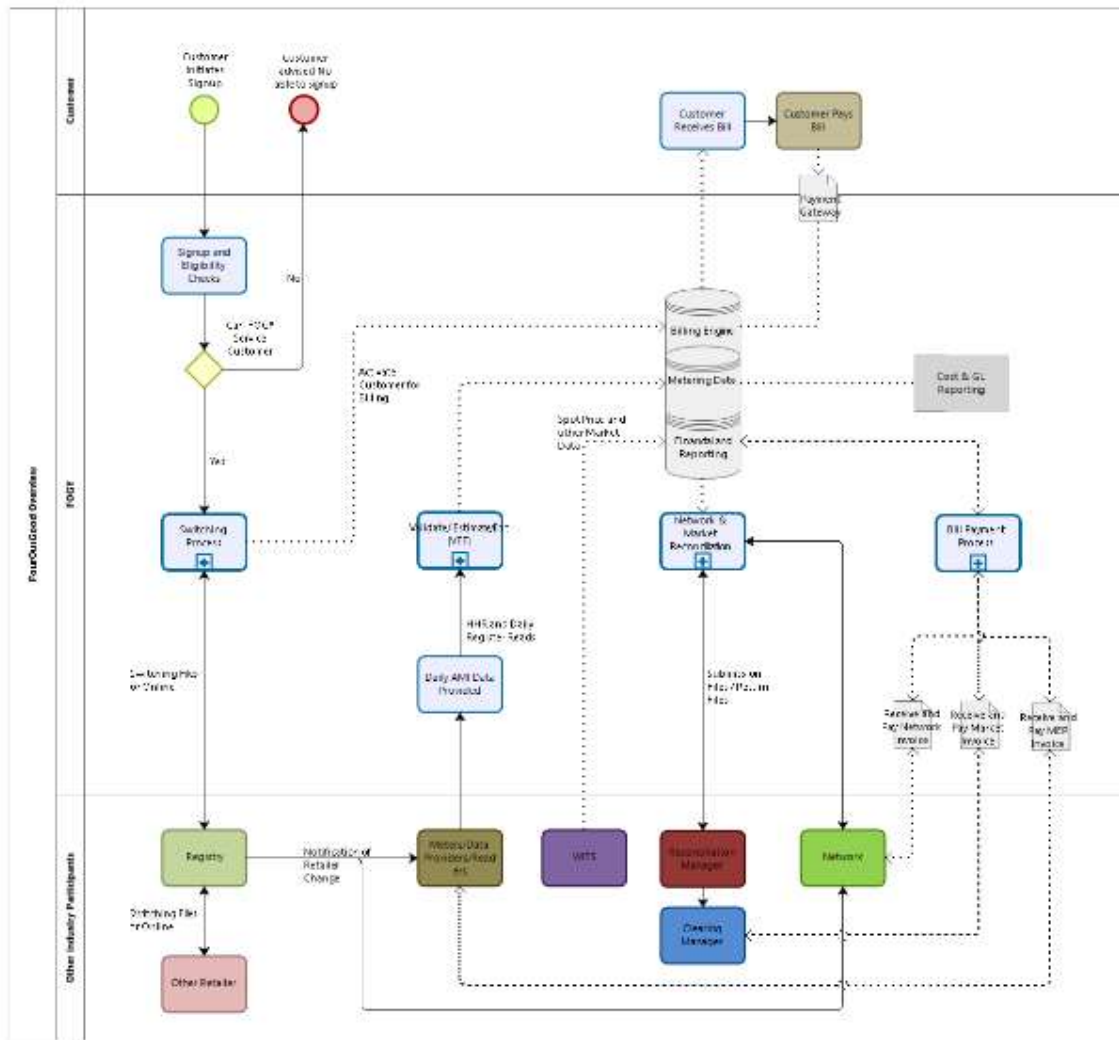 FourOurGood Overview
Customer
FOGY
Other Industry Participants
Customer
Initiates
Signup
Customer
advised No
able to signup
Customer
Receives Bill
Customer Pays
Bill
Payment
Gateway
Signup and
Eligibility
Checks
No
Service
Customer
Activate
Customer for
Billing
Billing Engine
Metering Data
Financial and
Reporting
Cost & GL
Reporting
Spot Price and
other Market
Data
Yes
Switching
Process
Validate/ Estimate/
Network &
Market
Reconciliation
Bill Payment
Process
HHR and Daily
Register Reads
Daily AMI Data
Provided
Switching Files
or Online
Submission
Files / Return
Files
Receive and
Pay Network
Invoice
Receive and
Pay Market
Invoice
Receive and
Pay MEP
Invoice
Registry
Notification of
Retailer
Change
Meters/Data
Providers/Read
ers
WITS
Reconciliation
Manager
Network
Switching Files
or Online
Clearing
Manager
Other Retailer